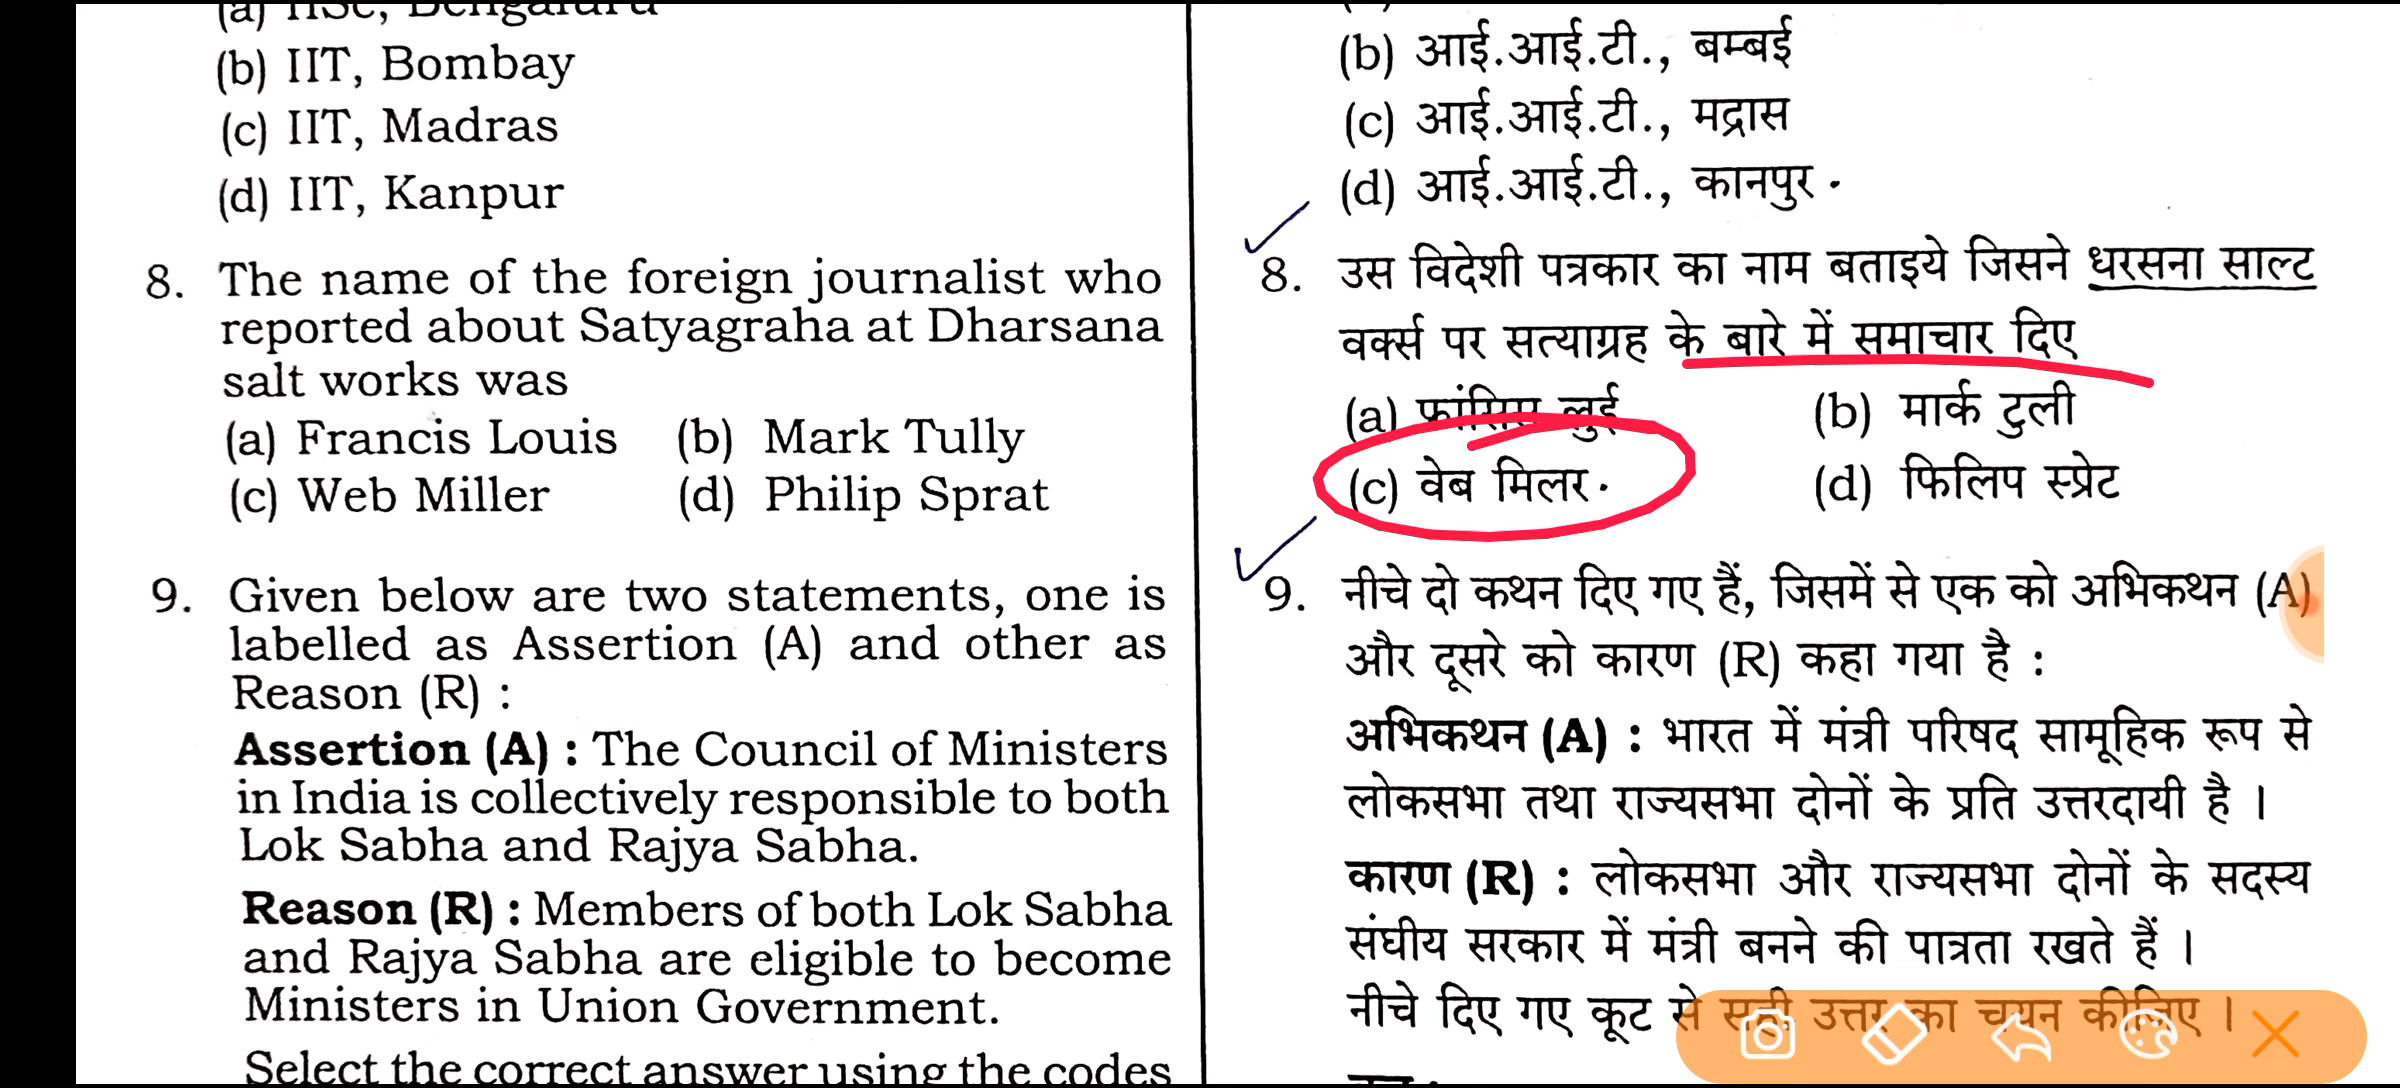 (a) IISc, Bengaluru
(b) IIT, Bombay
(c) IIT, Madras
(d) IIT, Kanpur
8. The name of the foreign journalist who
reported about Satyagraha at Dharsana
salt works was
(a) Francis Louis (b) Mark Tully
(c) Web Miller (d) Philip Sprat
9. Given below are two statements, one is
labelled as Assertion (A) and other as
Reason (R) :
Assertion (A) : The Council of Ministers
in India is collectively responsible to both
Lok Sabha and Rajya Sabha.
Reason (R) : Members of both Lok Sabha
and Rajya Sabha are eligible to become
Ministers in Union Government.
Select the correct answer using the codes
(b) आई.आई.टी., बम्बई
(c) आई.आई.टी., मद्रास
(d) आई.आई.टी., कानपुर
8. उस विदेशी पत्रकार का नाम बताइये जिसने धरसना साल्ट
वर्क्स पर सत्याग्रह के बारे में समाचार दिए
(a) फ्रांसिस लुई (b) मार्क टुली
(c) वेब मिलर (d) फिलिप स्प्रेट
9. नीचे दो कथन दिए गए हैं, जिसमें से एक को अभिकथन (A)
और दूसरे को कारण (R) कहा गया है :
अभिकथन (A) : भारत में मंत्री परिषद सामूहिक रूप से
लोकसभा तथा राज्यसभा दोनों के प्रति उत्तरदायी है ।
कारण (R) : लोकसभा और राज्यसभा दोनों के सदस्य
संघीय सरकार में मंत्री बनने की पात्रता रखते हैं ।
नीचे दिए गए कूट से सही उत्तर का चयन कीजिए ।